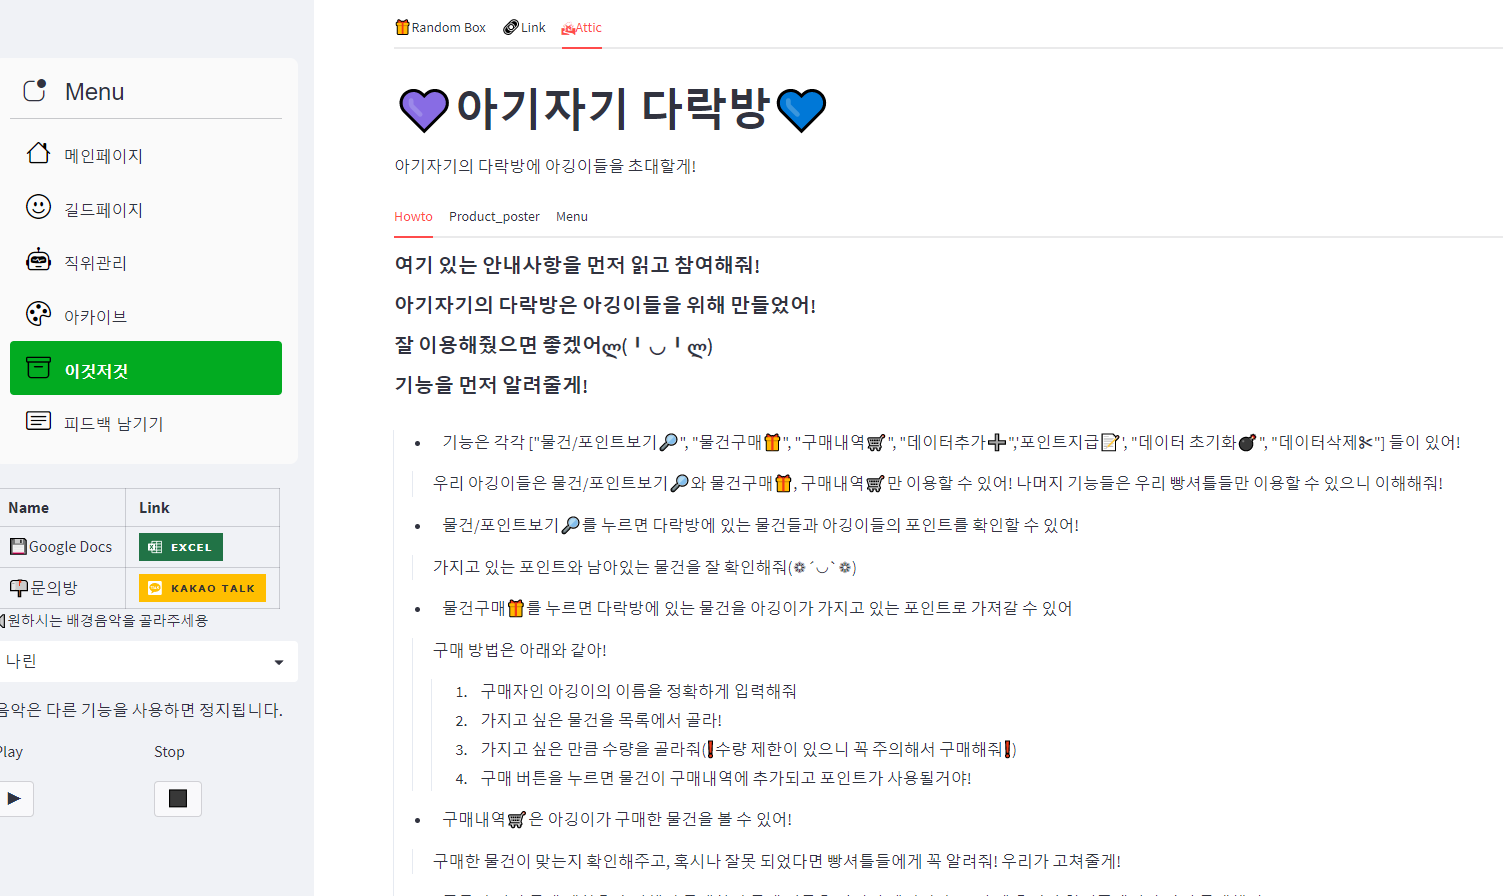 Menu
메인페이지
길드페이지
직위관리
아카이브
이것저것
피드백 남기기
Name Link
💾Google Docs EXCEL
문의방 KAKAO TALK
원하시는 배경음악을 골라주세용
나린
음악은 다른 기능을 사용하면 정지됩니다.
Play Stop
🎁Random Box 🔗Link Attic
💜아기자기 다락방💙
아기자기의 다락방에 아깅이들을 초대할게!
Howto Product_poster Menu
여기 있는 안내사항을 먼저 읽고 참여해줘!
아기자기의 다락방은 아깅이들을 위해 만들었어!
잘 이용해줬으면 좋겠어ლ(╹◡╹ლ)
기능을 먼저 알려줄게!
• 기능은 각각 ["물건/포인트보기🔎", "물건구매🎁", "구매내역🛒", "데이터추가➕",'포인트지급📝', "데이터 초기화💣", "데이터삭제✂"] 들이 있어!
우리 아깅이들은 물건/포인트보기🔎와 물건구매🎁, 구매내역🛒만 이용할 수 있어! 나머지 기능들은 우리 빵셔틀들만 이용할 수 있으니 이해해줘!
• 물건/포인트보기🔎를 누르면 다락방에 있는 물건들과 아깅이들의 포인트를 확인할 수 있어!
가지고 있는 포인트와 남아있는 물건을 잘 확인해줘(❁´◡`❁)
• 물건구매🎁를 누르면 다락방에 있는 물건을 아깅이가 가지고 있는 포인트로 가져갈 수 있어
구매 방법은 아래와 같아!
1. 구매자인 아깅이의 이름을 정확하게 입력해줘
2. 가지고 싶은 물건을 목록에서 골라!
3. 가지고 싶은 만큼 수량을 골라줘(❗수량 제한이 있으니 꼭 주의해서 구매해줘❗)
4. 구매 버튼을 누르면 물건이 구매내역에 추가되고 포인트가 사용될거야!
• 구매내역🛒은 아깅이가 구매한 물건을 볼 수 있어!
구매한 물건이 맞는지 확인해주고, 혹시나 잘못 되었다면 빵셔틀들에게 꼭 알려줘! 우리가 고쳐줄게!